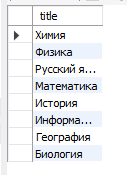 title
Химия
Физика
Русский я...
Математика
История
Информа...
География
Биология